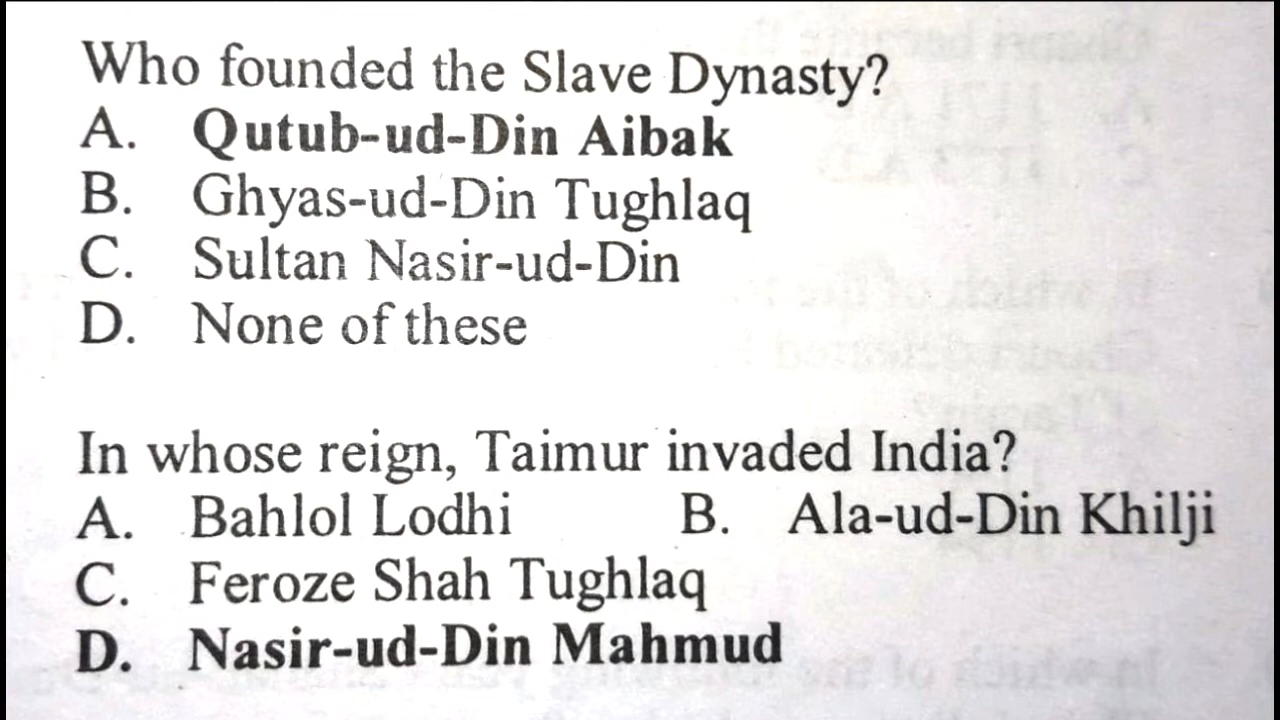 Who founded the Slave Dynasty?
A. Qutub-ud-Din Aibak
B. Ghyas-ud-Din Tughlaq
C. Sultan Nasir-ud-Din
D. None of these
In whose reign, Taimur invaded India?
A. Bahlol Lodhi B. Ala-ud-Din Khilji
C. Feroze Shah Tughlaq
D. Nasir-ud-Din Mahmud